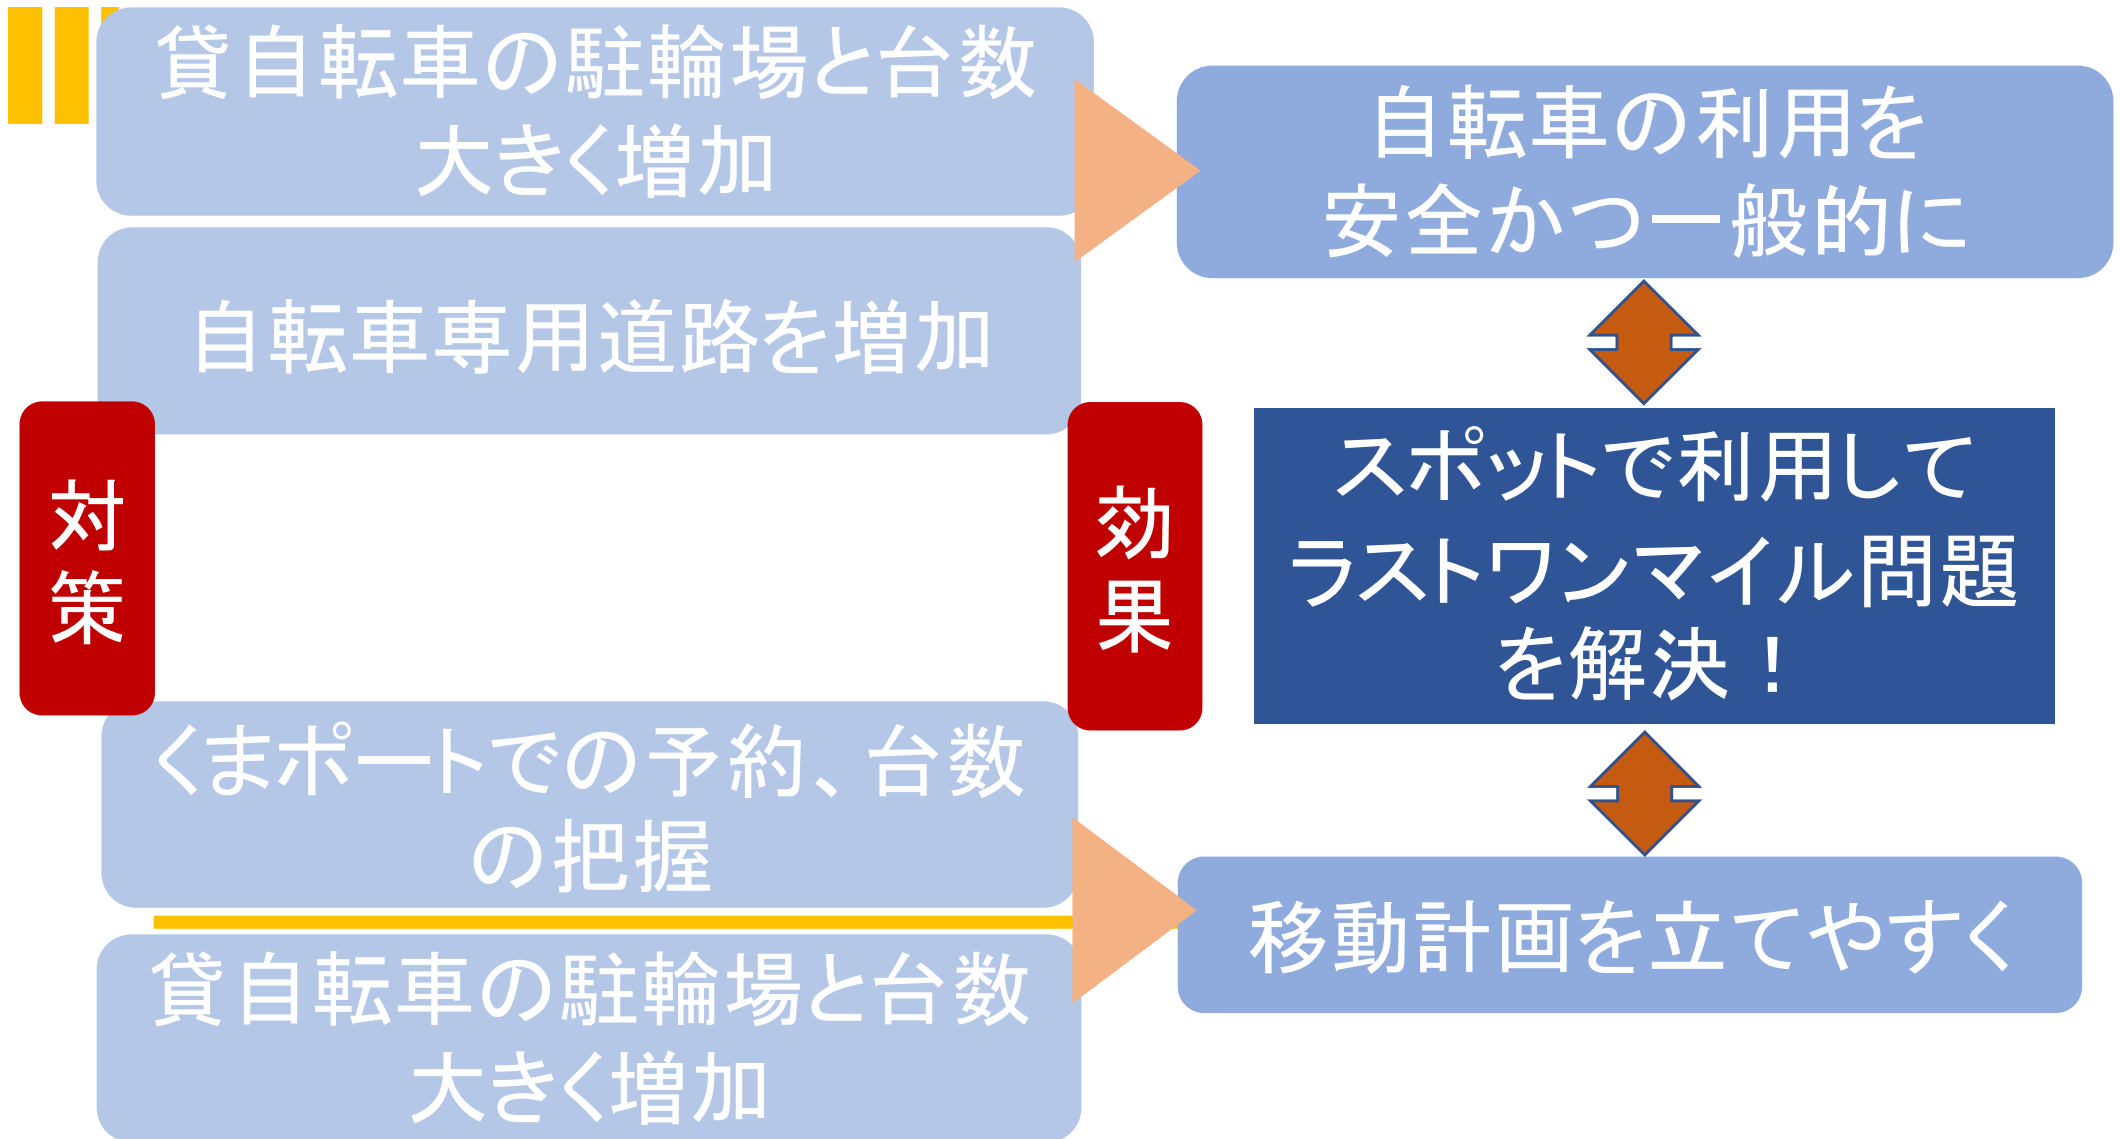 貸自転車の駐輪場と台数
大きく増加
自転車専用道路を増加
対
策
くまポートでの予約、台数
の把握
貸自転車の駐輪場と台数
大きく増加
効
果
自転車の利用を
安全かつ一般的に
スポットで利用して
ラストワンマイル問題
を解決！
移動計画を立てやすく